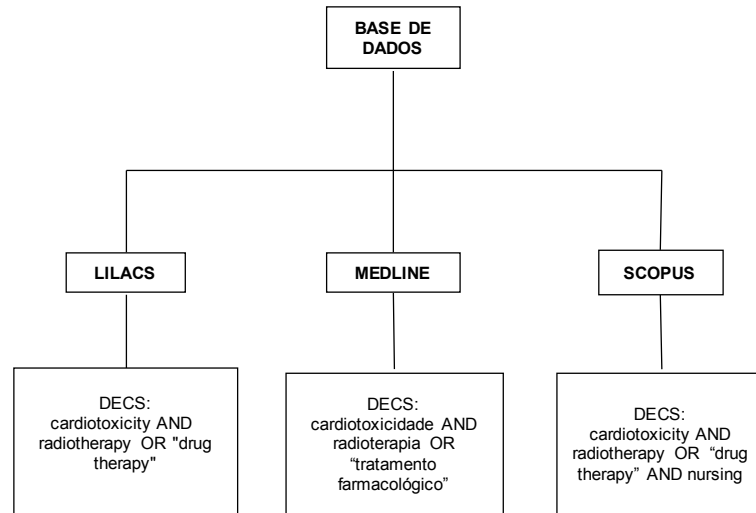 BASE DE
DADOS
LILACS
MEDLINE
SCOPUS
DECS:
cardiotoxicity AND
radiotherapy OR "drug
therapy"
DECS:
cardiotoxicidade AND
radioterapia OR
“tratamento
farmacológico”
DECS:
cardiotoxicity AND
radiotherapy OR “drug
therapy” AND nursing